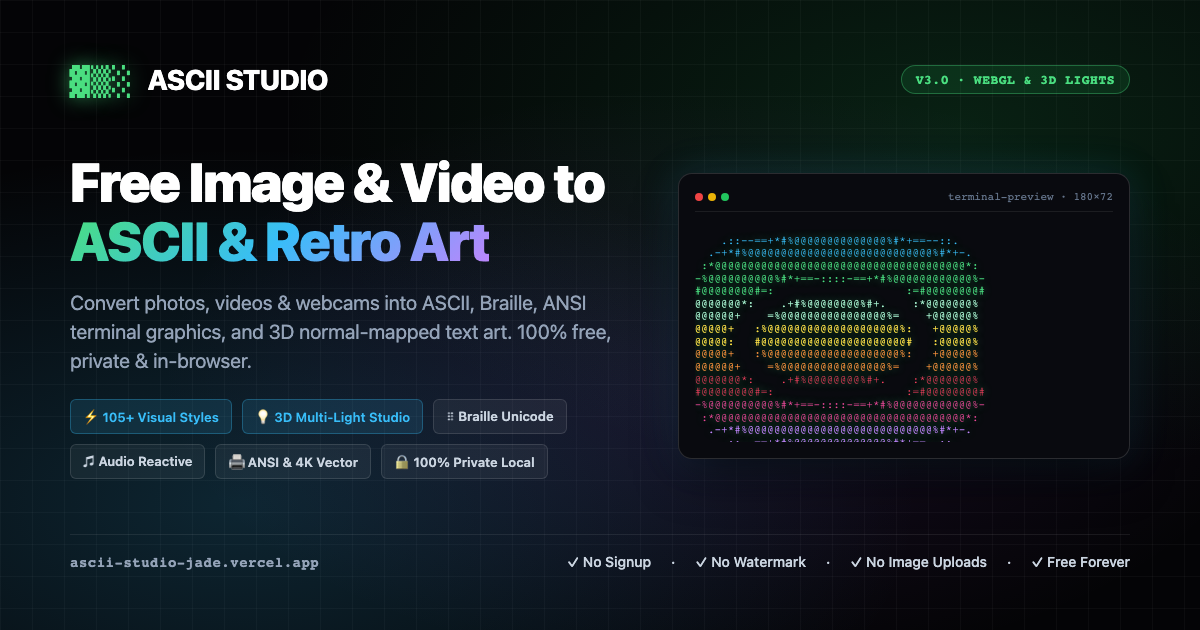 ASCII STUDIO
V3.0 · WEBGL & 3D LIGHTS
Free Image & Video to
ASCII & Retro Art
Convert photos, videos & webcams into ASCII, Braille, ANSI
terminal graphics, and 3D normal-mapped text art. 100% free,
private & in-browser.
⚡ 105+ Visual Styles
💡 3D Multi-Light Studio
⠿ Braille Unicode
🎵 Audio Reactive
🖨️ ANSI & 4K Vector
🔒 100% Private Local
terminal-preview · 180×72
ascii-studio-jade.vercel.app
✓ No Signup · ✓ No Watermark · ✓ No Image Uploads · ✓ Free Forever